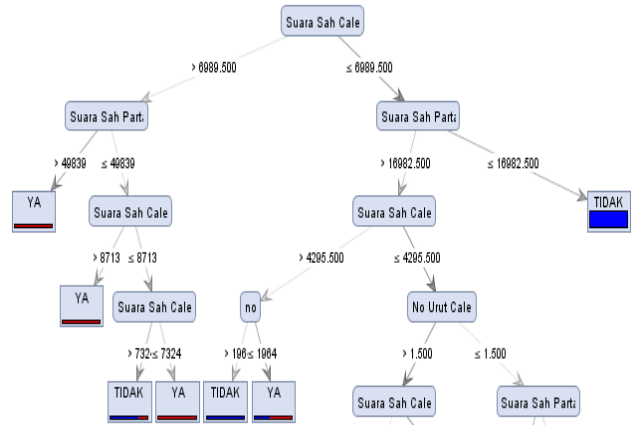 Suara Sah Cale
> 6989.500
≤ 6989.500
Suara Sah Parta
Suara Sah Parta
> 49839
≤ 49839
> 16982.500
≤ 16982.500
YA
Suara Sah Cale
Suara Sah Cale
TIDAK
> 8713
≤ 8713
> 4295.500
≤ 4295.500
YA
Suara Sah Cale
no
No Urut Cale
> 732
≤ 7324
> 196
≤ 1964
> 1.500
≤ 1.500
TIDAK
YA
TIDAK
YA
Suara Sah Cale
Suara Sah Parta